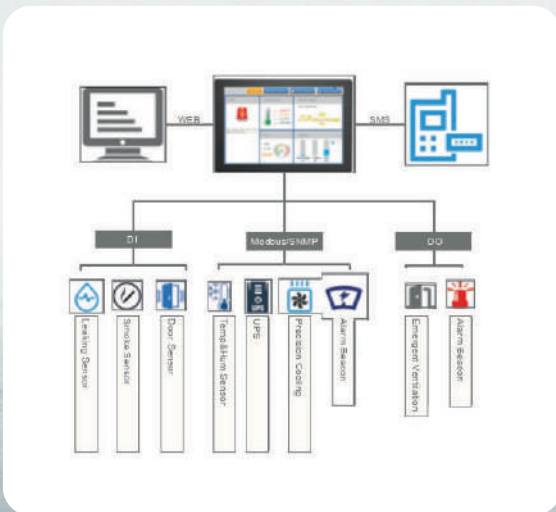 WEB
SMS
DI
Modbus/SNMP
DO
Leaking Sensor
Smoke Sensor
Door Sensor
Temp&Hum Sensor
UPS
UPS
Precision Cooling
Alarm Beacon
Emergent Ventilation
Alarm Beacon